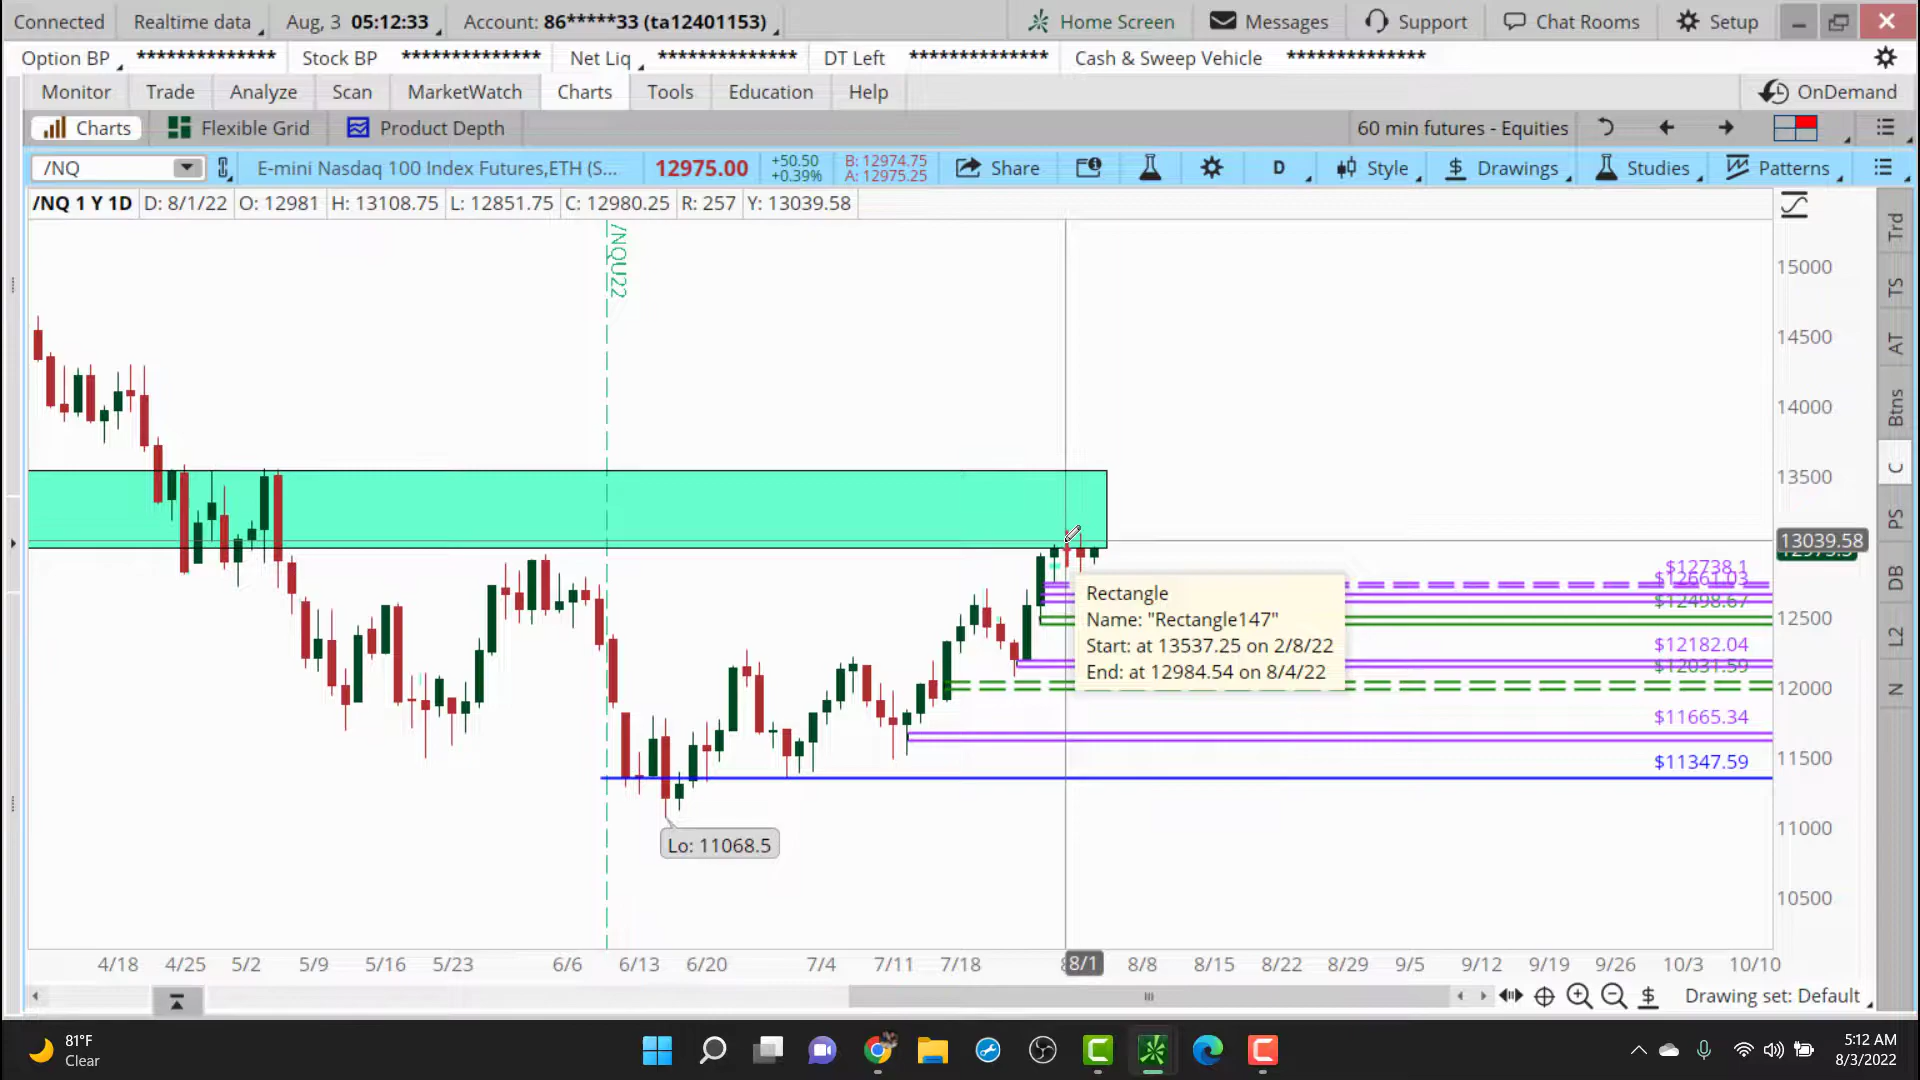 Connected Realtime data Aug, 3 05:12:33 Account: 86*****33 (ta12401153) Home Screen Messages Support Chat Rooms Setup
Option BP ************* Stock BP ************* Net Liq ************* DT Left ************* Cash & Sweep Vehicle *************
Monitor Trade Analyze Scan MarketWatch Charts Tools Education Help OnDemand
Charts Flexible Grid Product Depth 60 min futures - Equities
/NQ E-mini Nasdaq 100 Index Futures,ETH (S... 12975.00 +50.50 +0.39% B: 12974.75 A: 12975.25 Share D Style $ Drawings Studies Patterns
/NQ 1 Y 1D D: 8/1/22 O: 12981 H: 13108.75 L: 12851.75 C: 12980.25 R: 257 Y: 13039.58
/NQU22
15000
14500
14000
13500
13039.58
$12738.1
$12661.03
$12498.67
12500
$12182.04
$12031.59
12000
$11665.34
11500
$11347.59
11000
10500
Rectangle
Name: "Rectangle147"
Start: at 13537.25 on 2/8/22
End: at 12984.54 on 8/4/22
Lo: 11068.5
Trd
TS
AT
Btns
C
PS
DB
L2
N
4/18 4/25 5/2 5/9 5/16 5/23 6/6 6/13 6/20 7/4 7/11 7/18 8/1 8/8 8/15 8/22 8/29 9/5 9/12 9/19 9/26 10/3 10/10
$ Drawing set: Default
81°F
Clear
5:12 AM
8/3/2022